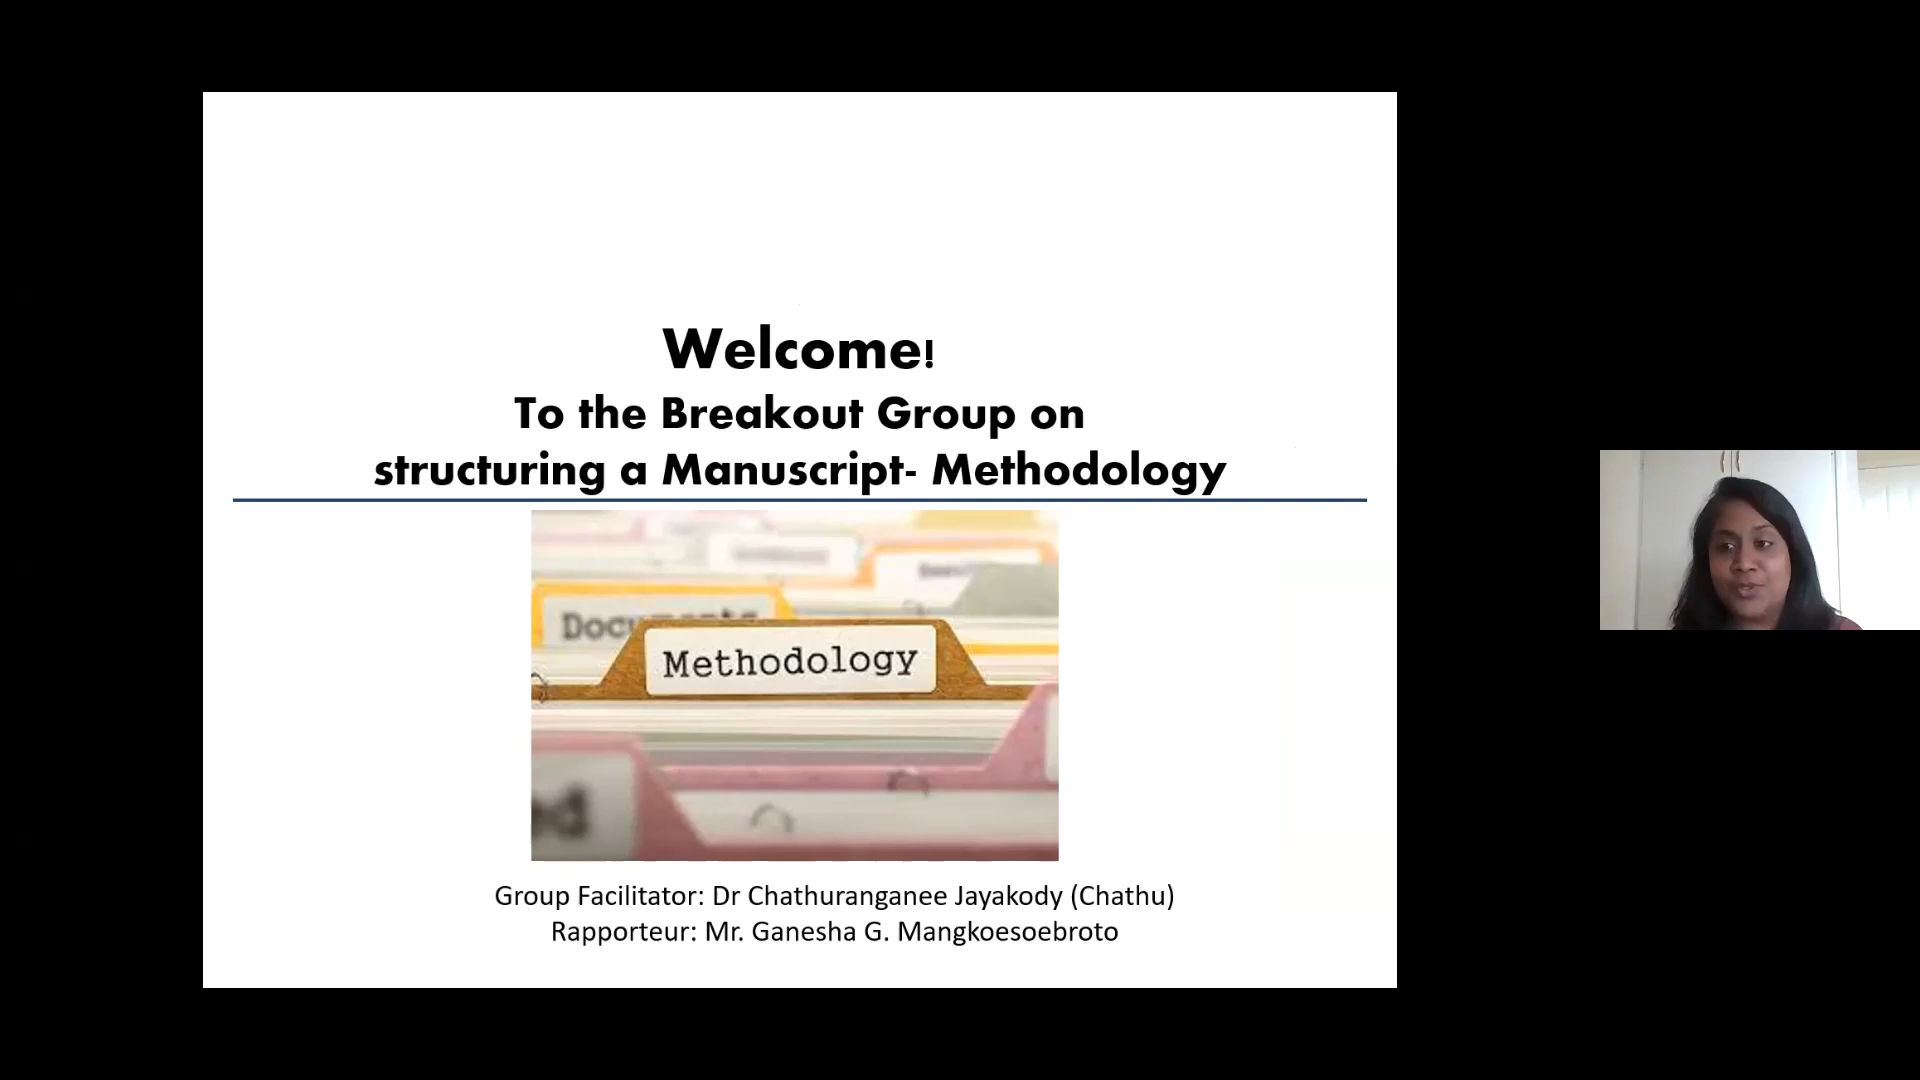 Welcome!
To the Breakout Group on
structuring a Manuscript- Methodology
Methodology
Group Facilitator: Dr Chathuranganee Jayakody (Chathu)
Rapporteur: Mr. Ganesha G. Mangkoesoebroto